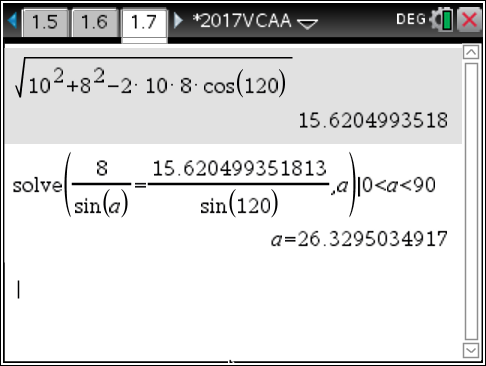 1.5 1.6 1.7 *2017VCAA DEG
√(10²+8²−2·10·8·cos(120))
15.6204993518
solve(8/sin(a)=15.620499351813/sin(120),a)|0<a<90
a=26.3295034917